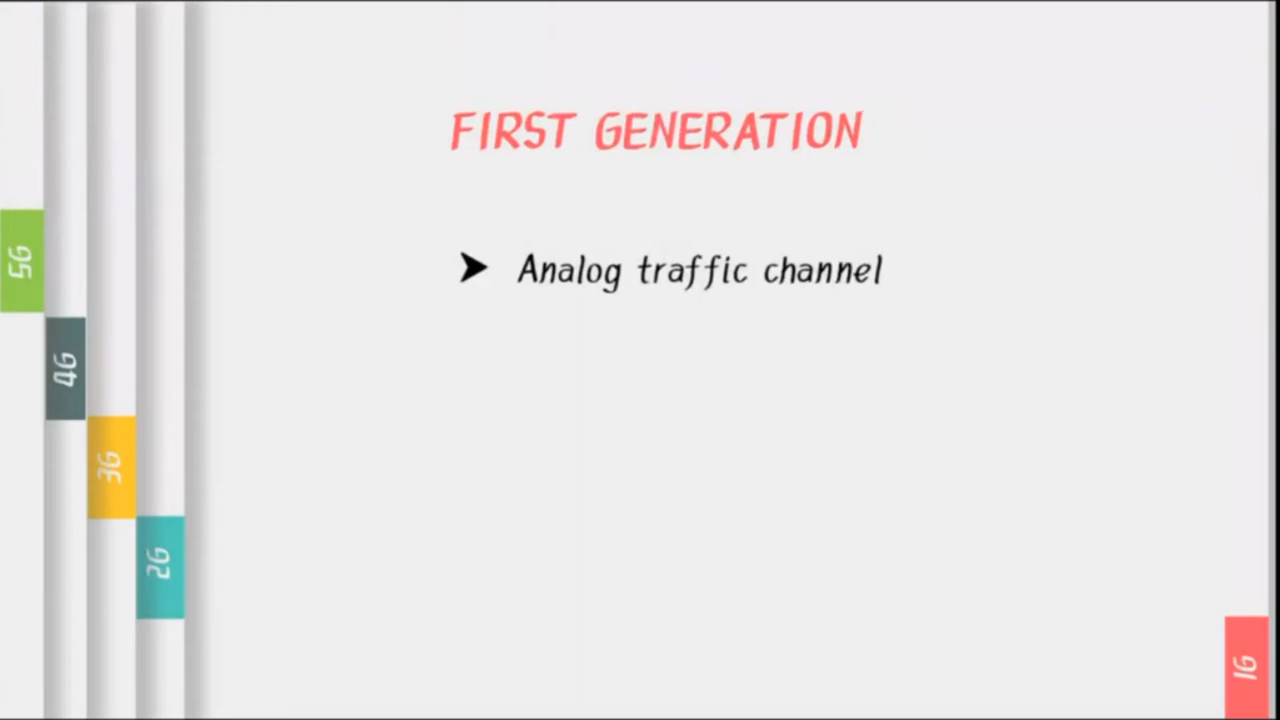 FIRST GENERATION
➤ Analog traffic channel
5G
4G
3G
2G
1G